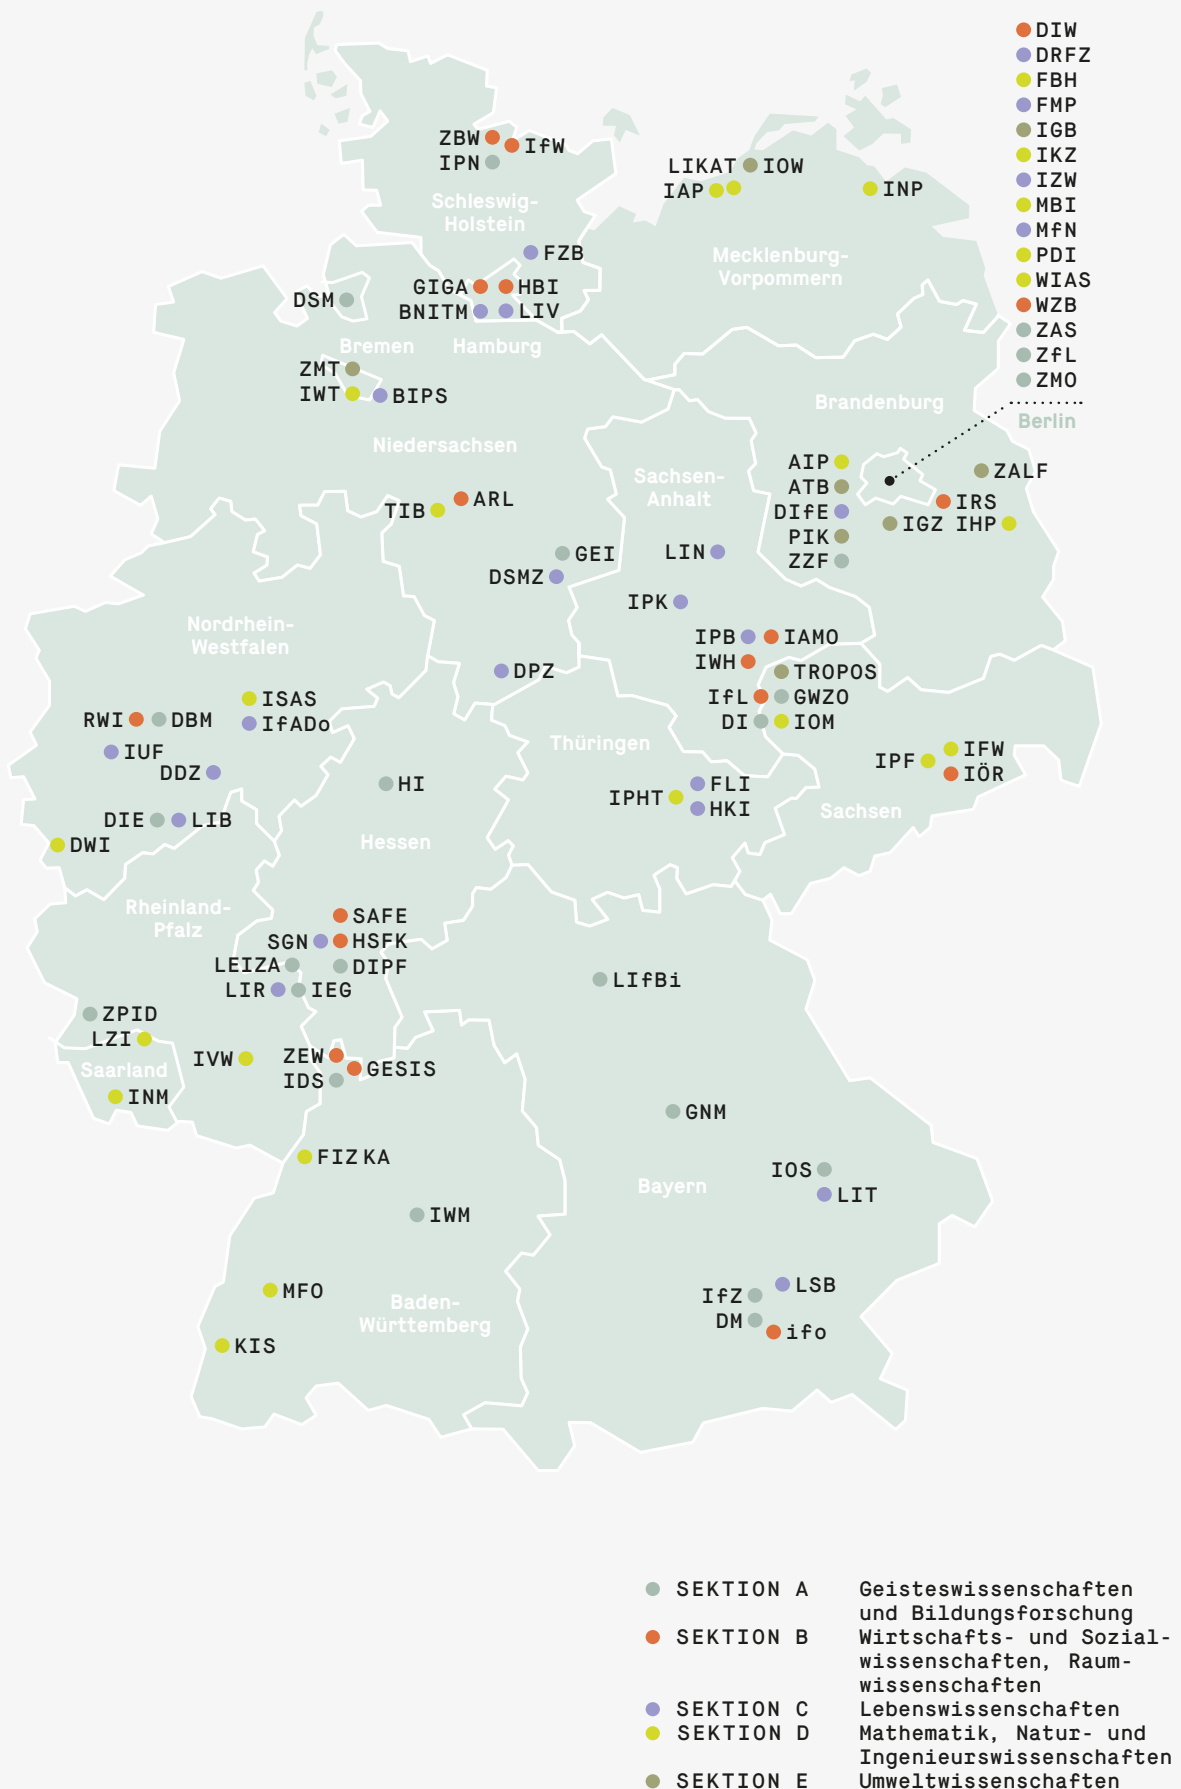 DIW
DRFZ
FBH
FMP
IGB
IKZ
IZW
MBI
MfN
PDI
WIAS
WZB
ZAS
ZfL
ZMO
Berlin
ZBW
IfW
IPN
Schleswig-
Holstein
LIKAT
IOW
IAP
INP
FZB
Mecklenburg-
Vorpommern
GIGA
HBI
DSM
BNITM
LIV
Bremen
Hamburg
ZMT
IWT
BIPS
Brandenburg
Niedersachsen
AIP
ZALF
Sachsen-
Anhalt
ATB
ARL
IRS
TIB
DIfE
IGZ
IHP
PIK
GEI
LIN
ZZF
DSMZ
IPK
Nordrhein-
Westfalen
IPB
IAMO
IWH
DPZ
TROPOS
ISAS
IfL
GWZO
RWI
DBM
IfADo
DI
IOM
Thüringen
IUF
IFW
IPF
DDZ
IÖR
HI
FLI
IPHT
HKI
Sachsen
DIE
LIB
DWI
Hessen
Rheinland-
Pfalz
SAFE
SGN
HSFK
LEIZA
DIPF
LIfBi
LIR
IEG
ZPID
LZI
IVW
ZEW
GESIS
Saarland
IDS
INM
GNM
FIZ KA
IOS
Bayern
LIT
IWM
MFO
LSB
IfZ
Baden-
Württemberg
DM
ifo
KIS
SEKTION A Geisteswissenschaften
und Bildungsforschung
SEKTION B Wirtschafts- und Sozial-
wissenschaften, Raum-
wissenschaften
SEKTION C Lebenswissenschaften
SEKTION D Mathematik, Natur- und
Ingenieurswissenschaften
SEKTION E Umweltwissenschaften